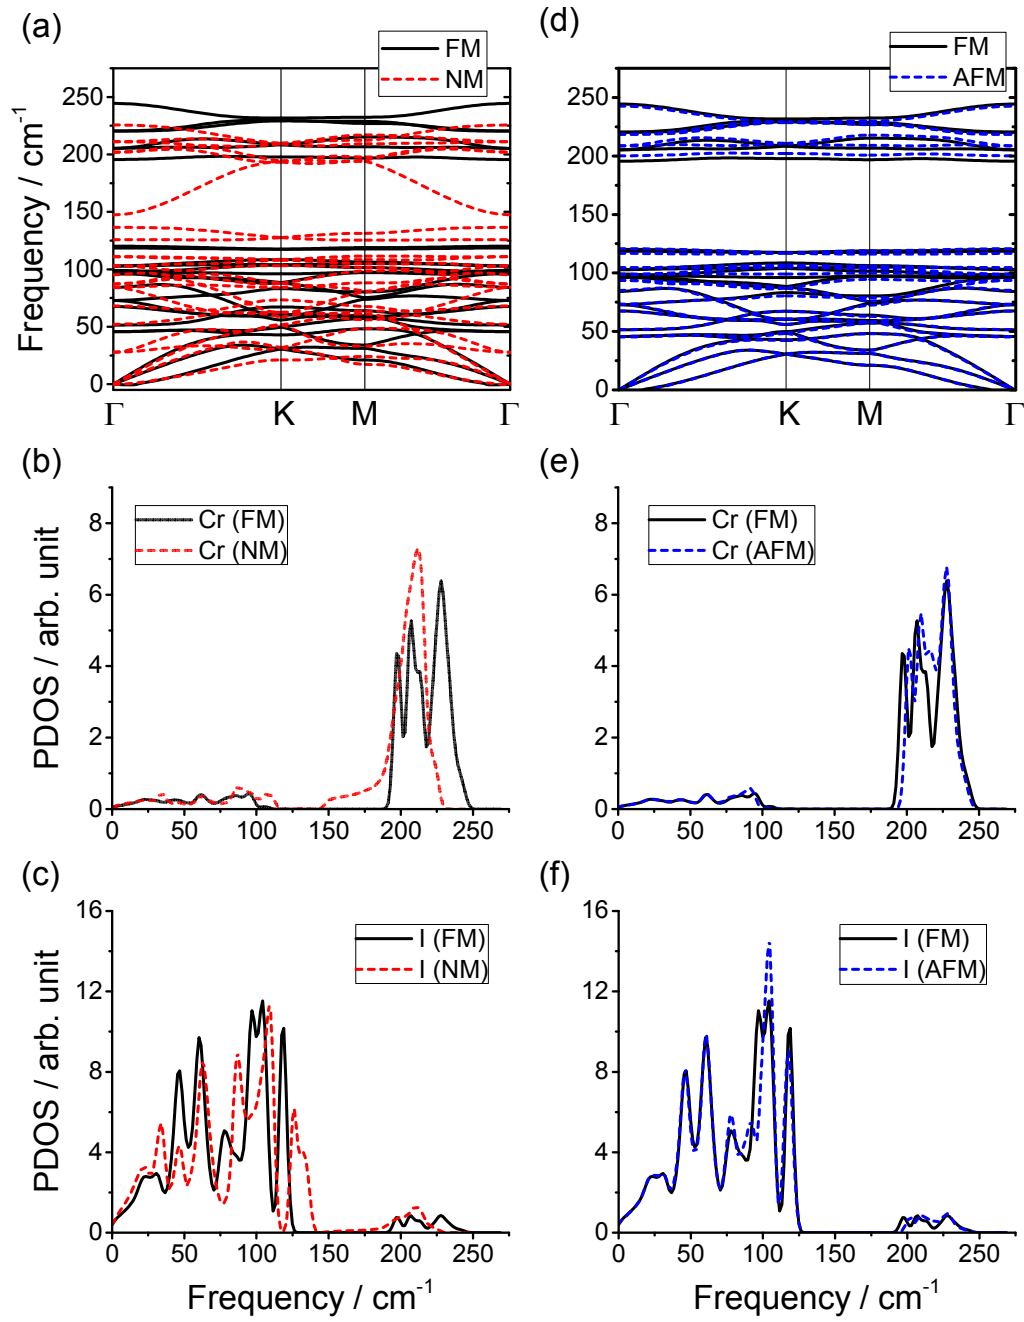 (a)
FM
NM
Frequency / cm⁻¹
250
200
150
100
50
0
Γ K M Γ
(d)
FM
AFM
250
200
150
100
50
0
Γ K M Γ
(b)
Cr (FM)
Cr (NM)
PDOS / arb. unit
8
6
4
2
0
0 50 100 150 200 250
(e)
Cr (FM)
Cr (AFM)
8
6
4
2
0
0 50 100 150 200 250
(c)
I (FM)
I (NM)
PDOS / arb. unit
16
12
8
4
0
0 50 100 150 200 250
Frequency / cm⁻¹
(f)
I (FM)
I (AFM)
16
12
8
4
0
0 50 100 150 200 250
Frequency / cm⁻¹